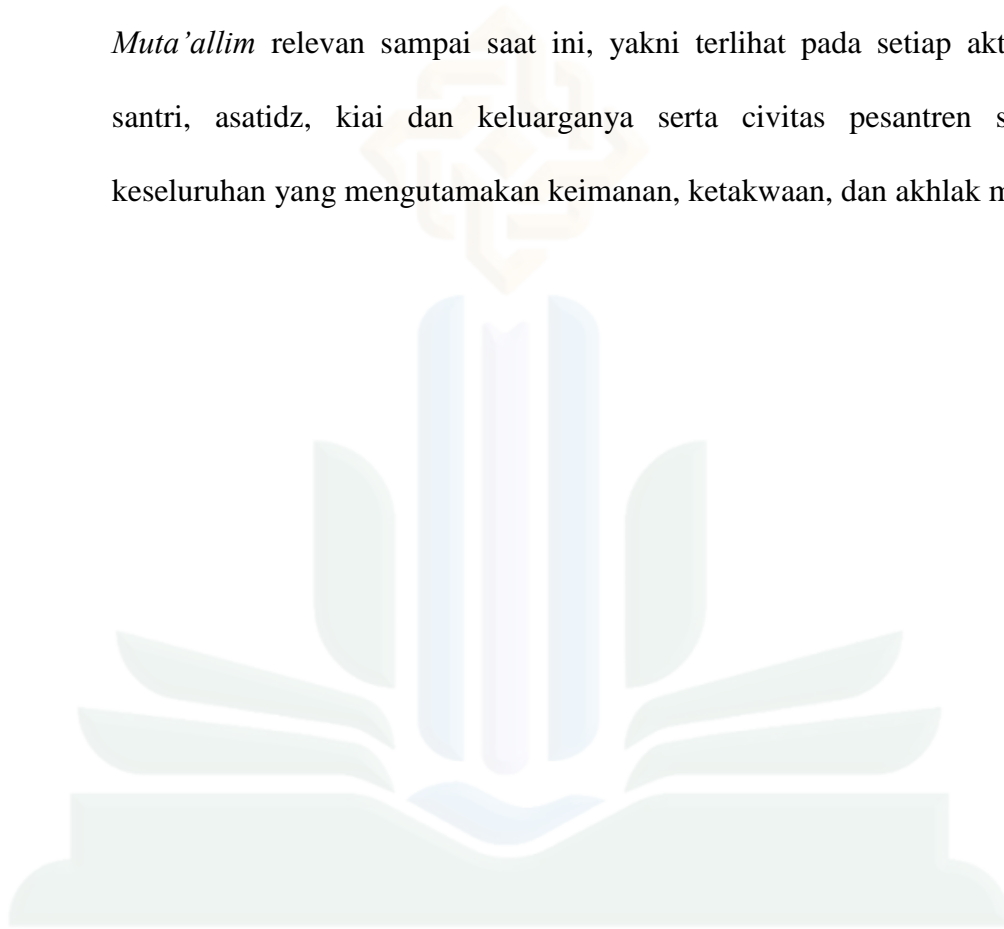 Muta’allim relevan sampai saat ini, yakni terlihat pada setiap
santri, asatidz, kiai dan keluarganya serta civitas pesantren
keseluruhan yang mengutamakan keimanan, ketakwaan, dan akhlak